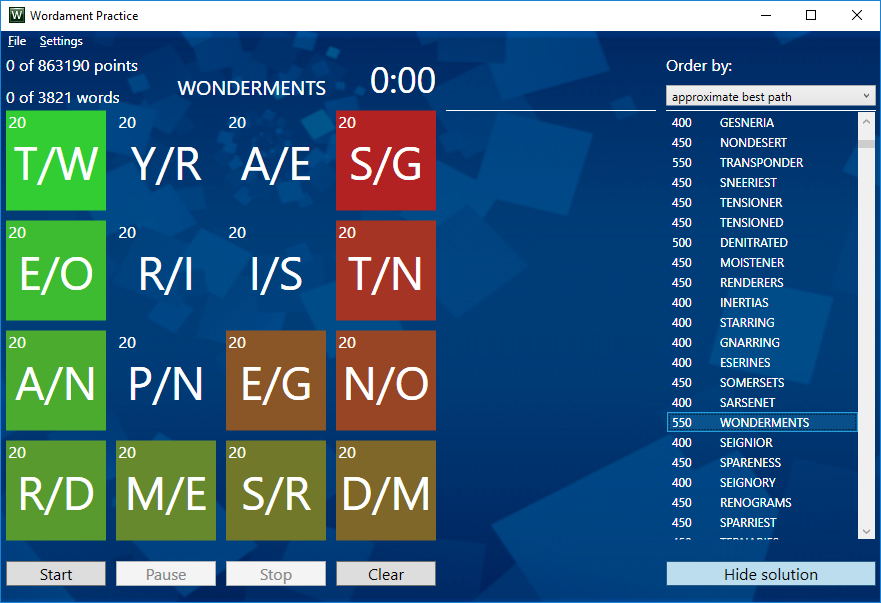 Wordament Practice
File Settings
0 of 863190 points
0 of 3821 words
WONDERMENTS
0:00
20 20 20 20
T/W Y/R A/E S/G
20 20 20 20
E/O R/I I/S T/N
20 20 20 20
A/N P/N E/G N/O
20 20 20 20
R/D M/E S/R D/M
Start Pause Stop Clear
Order by:
approximate best path
400 GESNERIA
450 NONDESERT
550 TRANSPONDER
450 SNEERIEST
450 TENSIONER
450 TENSIONED
500 DENITRATED
450 MOISTENER
450 RENDERERS
400 INERTIAS
400 STARRING
400 GNARRING
400 ESERINES
450 SOMERSETS
400 SARSENET
550 WONDERMENTS
400 SEIGNIOR
450 SPARENESS
400 SEIGNORY
450 RENOGRAMS
450 SPARRIEST
Hide solution